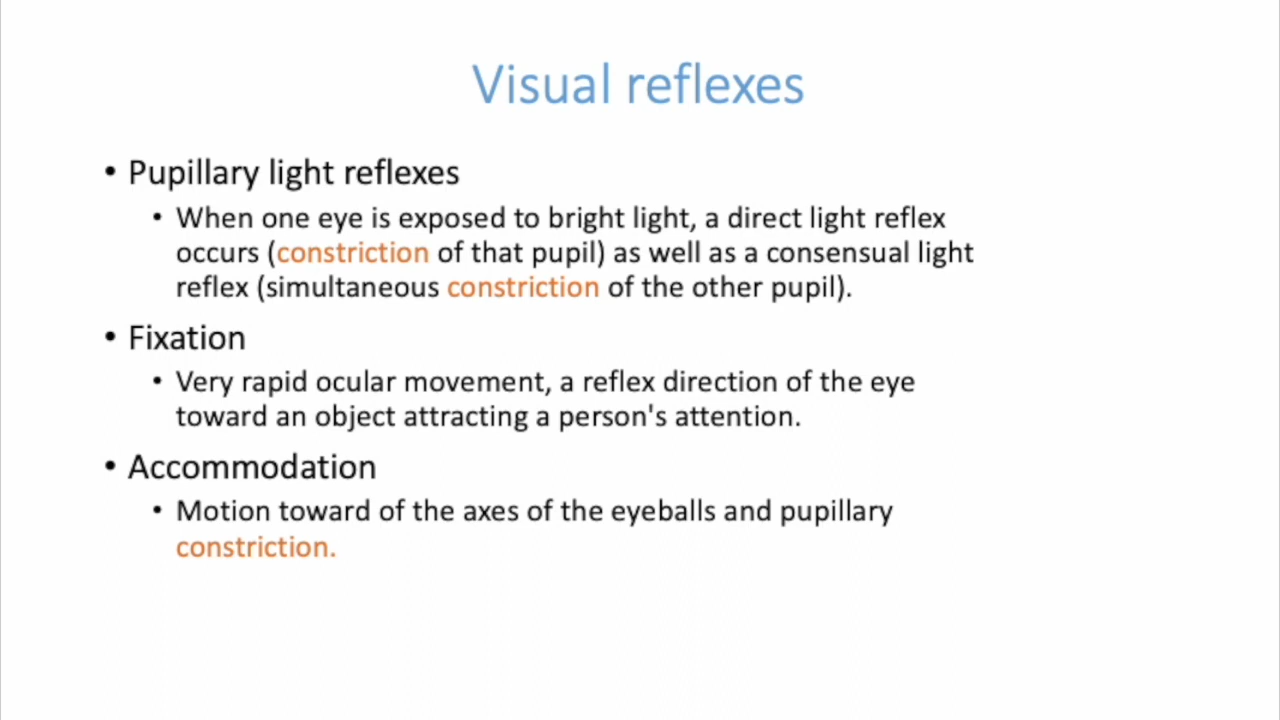 Visual reflexes
• Pupillary light reflexes
• When one eye is exposed to bright light, a direct light reflex
occurs (constriction of that pupil) as well as a consensual light
reflex (simultaneous constriction of the other pupil).
• Fixation
• Very rapid ocular movement, a reflex direction of the eye
toward an object attracting a person's attention.
• Accommodation
• Motion toward of the axes of the eyeballs and pupillary
constriction.